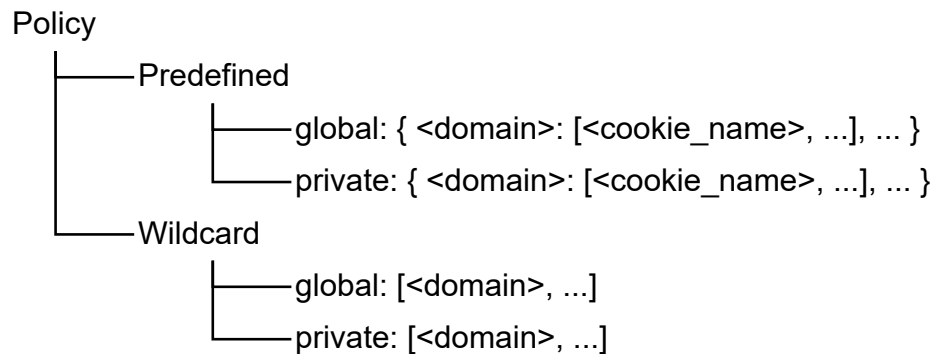 Policy
Predefined
global: { <domain>: [<cookie_name>, ...], ... }
private: { <domain>: [<cookie_name>, ...], ... }
Wildcard
global: [<domain>, ...]
private: [<domain>, ...]